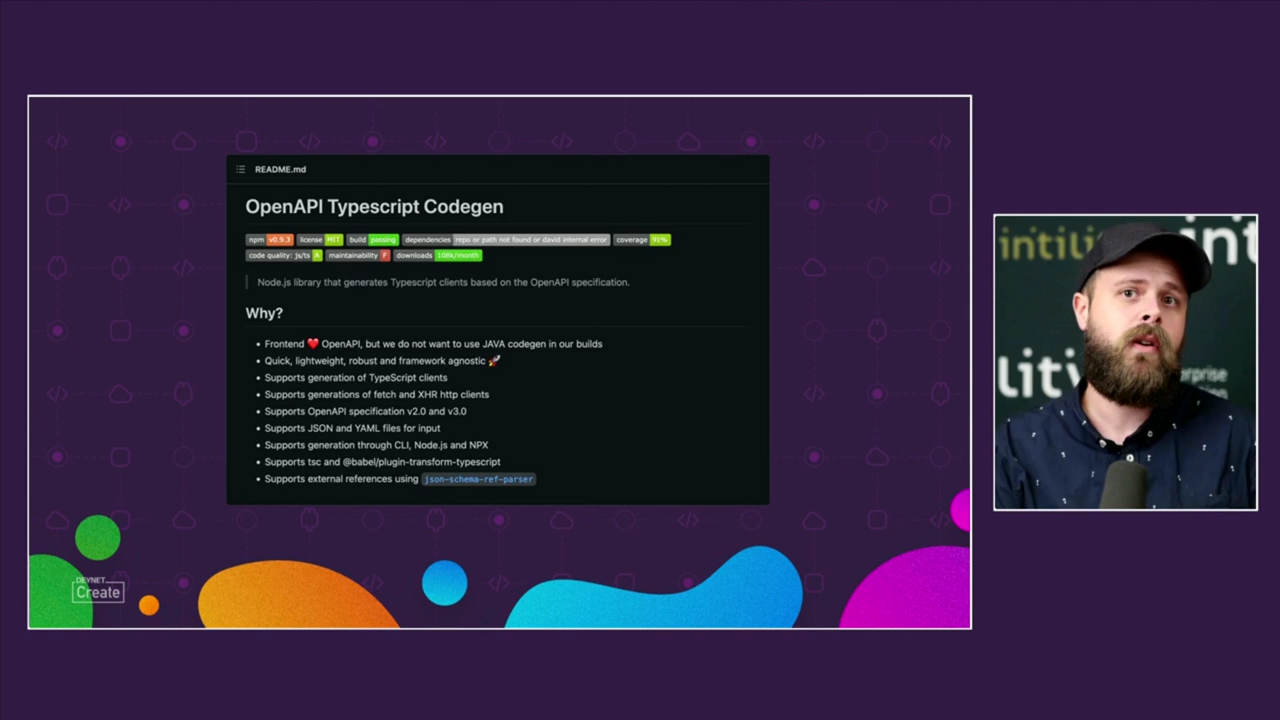 README.md
OpenAPI Typescript Codegen
npm v0.9.3 license MIT build passing dependencies repo or path not found or david internal error coverage 91%
code quality: js/ts A maintainability F downloads 108k/month
Node.js library that generates Typescript clients based on the OpenAPI specification.
Why?
• Frontend ❤️ OpenAPI, but we do not want to use JAVA codegen in our builds
• Quick, lightweight, robust and framework agnostic 🚀
• Supports generation of TypeScript clients
• Supports generations of fetch and XHR http clients
• Supports OpenAPI specification v2.0 and v3.0
• Supports JSON and YAML files for input
• Supports generation through CLI, Node.js and NPX
• Supports tsc and @babel/plugin-transform-typescript
• Supports external references using json-schema-ref-parser
DEVNET
Create
intili
int
lity
erprise